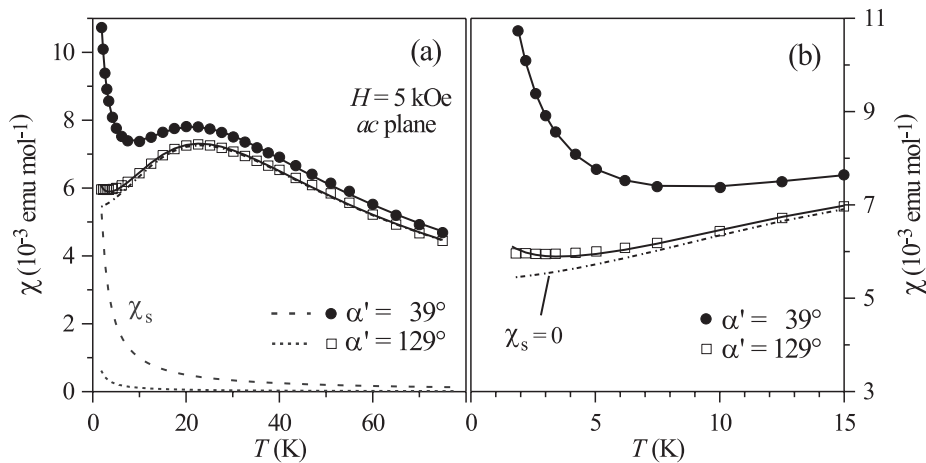 (a)
H = 5 kOe
ac plane
χs
α' = 39°
α' = 129°
10
8
6
4
2
0
0 20 40 60
χ (10-3 emu mol-1)
T (K)
(b)
χs = 0
α' = 39°
α' = 129°
11
9
7
5
3
0 5 10 15
χ (10-3 emu mol-1)
T (K)